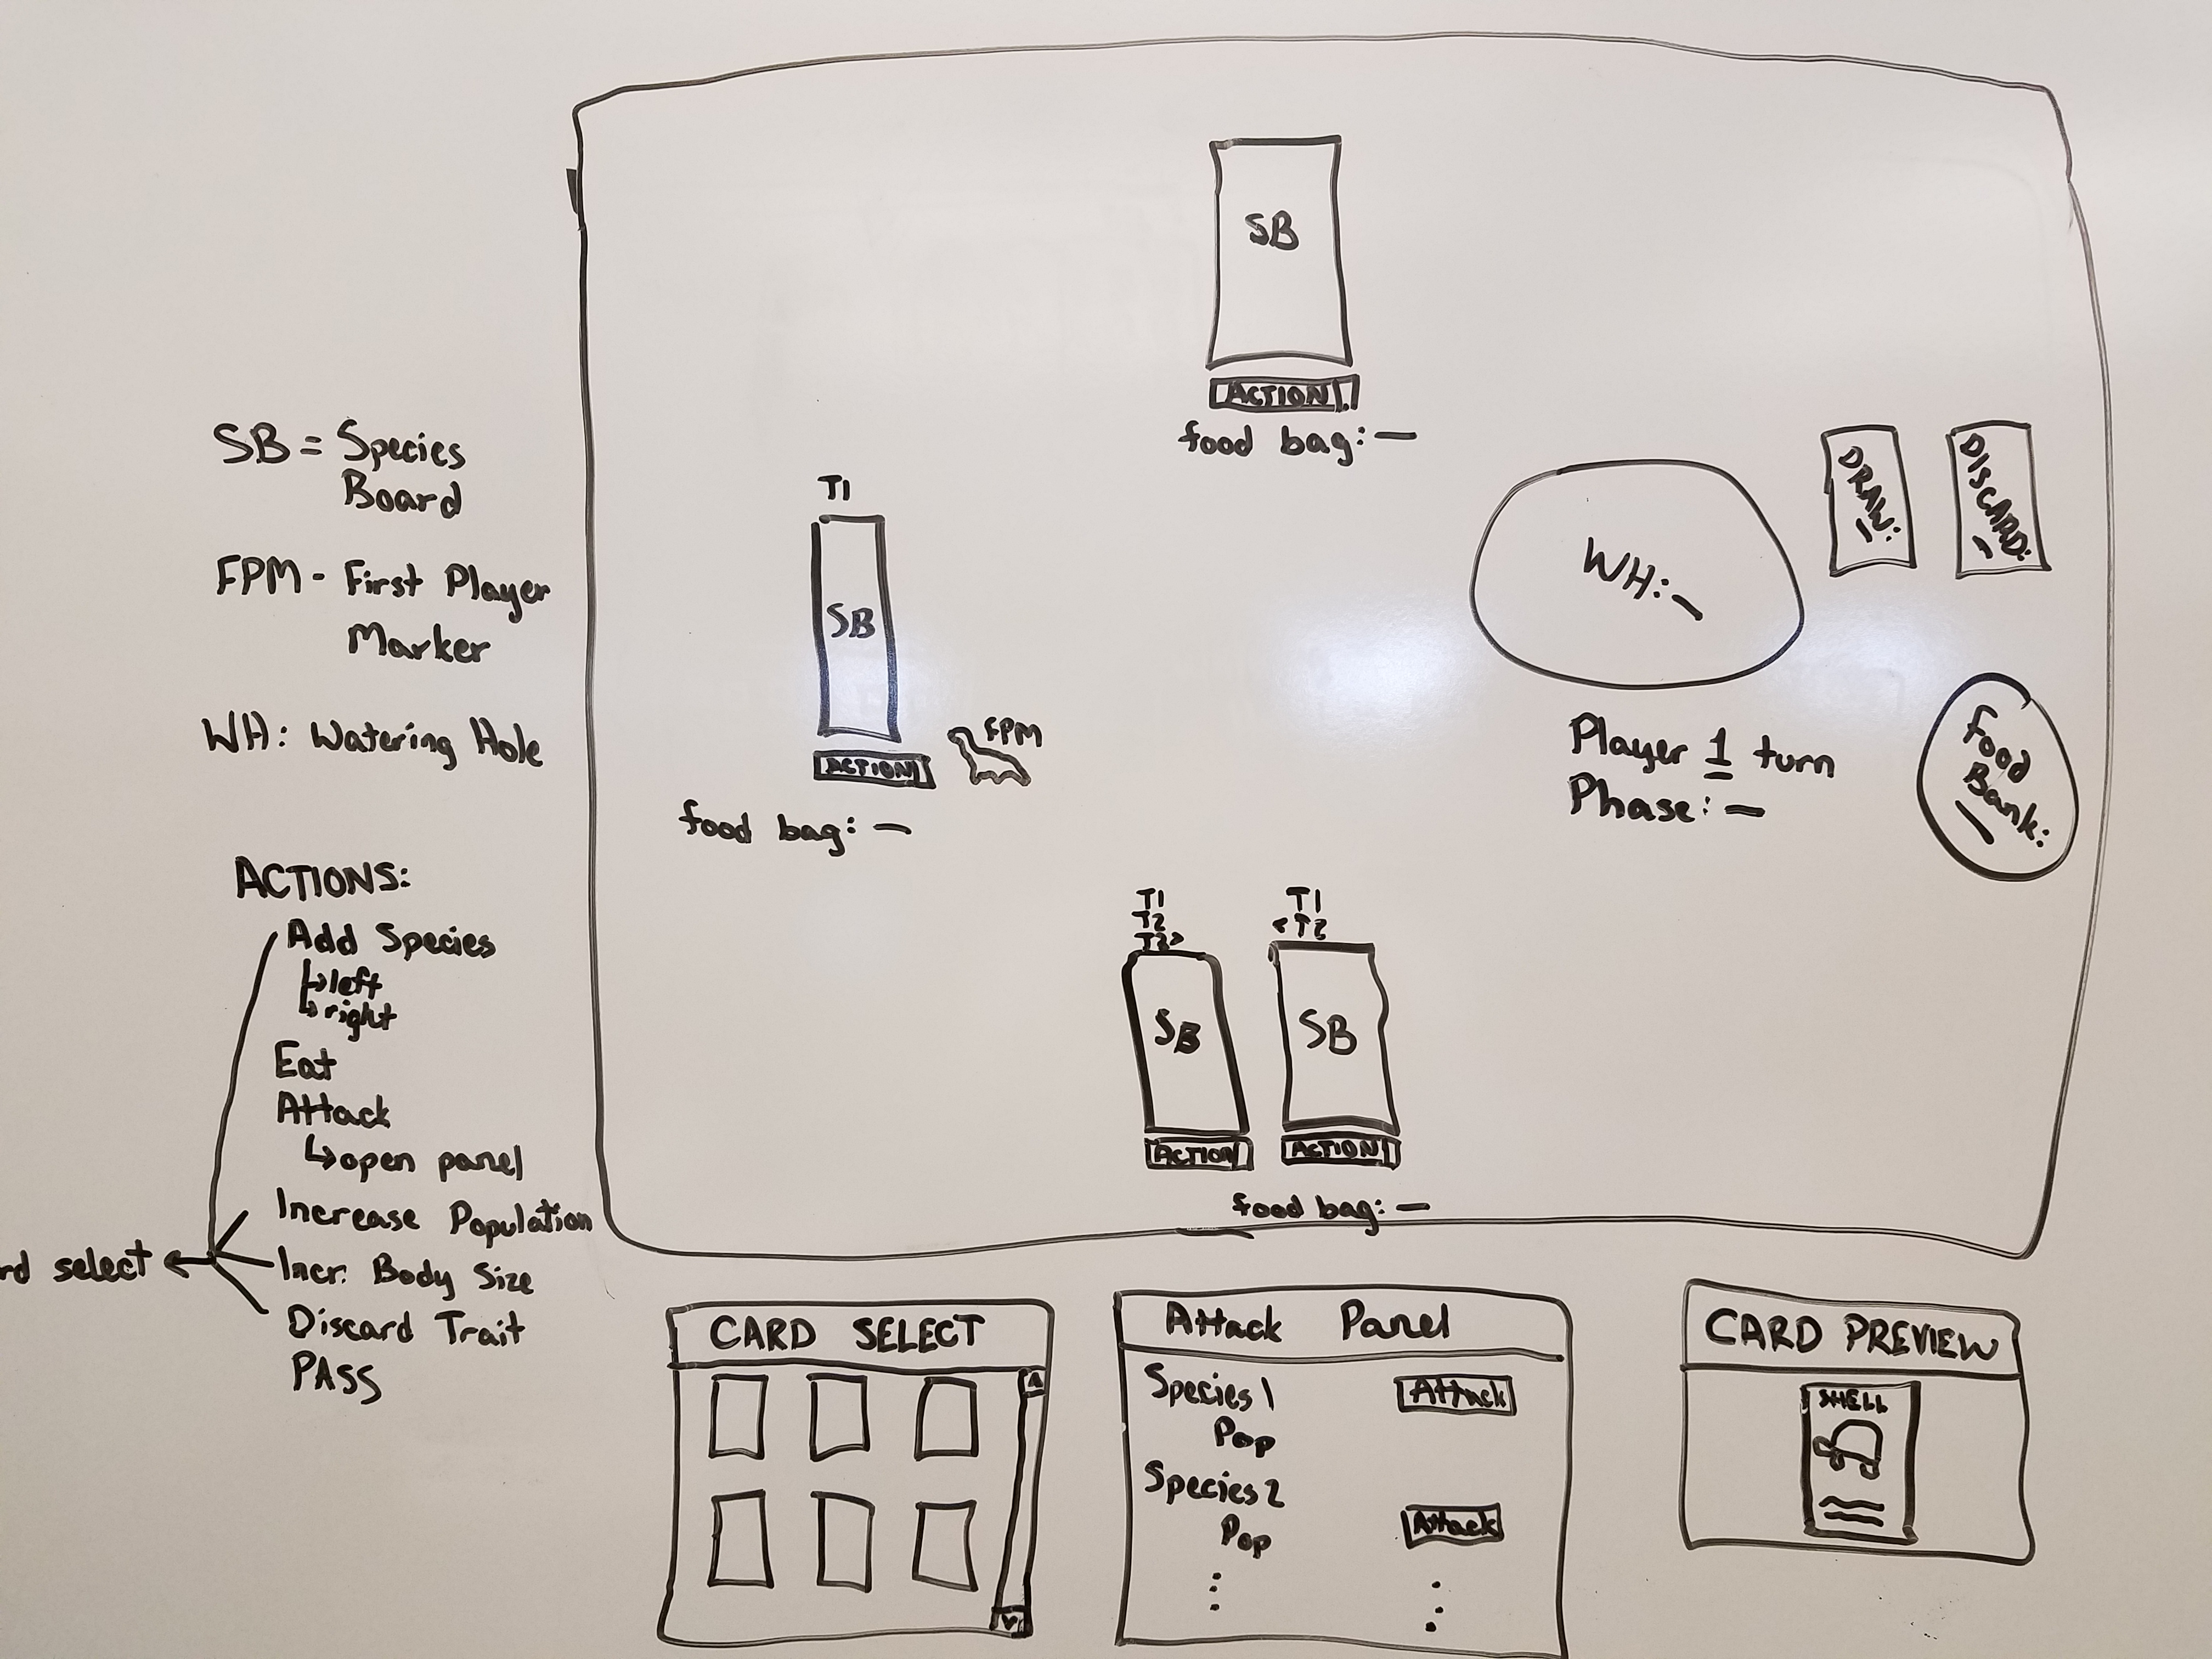 SB = Species
Board
FPM - First Player
Marker
WH: Watering Hole
ACTIONS:
Add Species
↳ left
↳ right
Eat
Attack
↳ open panel
Increase Population
Incr. Body Size
Discard Trait
PASS
rd select ←
SB
ACTION
food bag: —
T1
SB
ACTION
FPM
food bag: —
WH: —
DRAW: —
DISCARD: —
Player 1 turn
Phase: —
Food
Bank:
—
T1
T2
T3>
SB
ACTION
T1
<T2
SB
ACTION
food bag: —
CARD SELECT
Attack Panel
Species 1
Attack
Pop
Species 2
Attack
Pop
CARD PREVIEW
SHELL